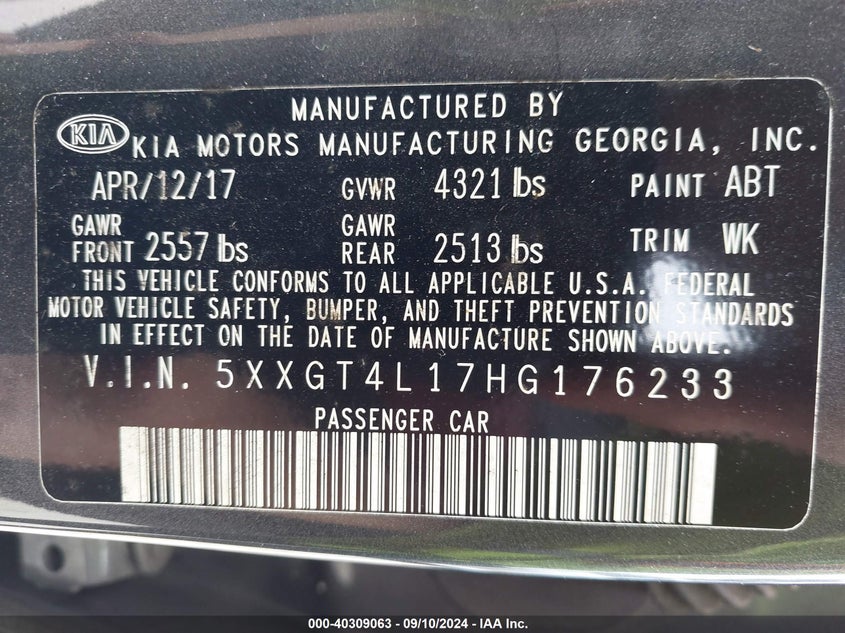 MANUFACTURED BY
KIA KIA MOTORS MANUFACTURING GEORGIA, INC.
APR/12/17 GVWR 4321 lbs PAINT ABT
GAWR FRONT 2557 lbs GAWR REAR 2513 lbs TRIM WK
THIS VEHICLE CONFORMS TO ALL APPLICABLE U.S.A. FEDERAL
MOTOR VEHICLE SAFETY, BUMPER, AND THEFT PREVENTION STANDARDS
IN EFFECT ON THE DATE OF MANUFACTURE SHOWN ABOVE.
V.I.N. 5XXGT4L17HG176233
PASSENGER CAR
000-40309063 - 09/10/2024 - IAA Inc.